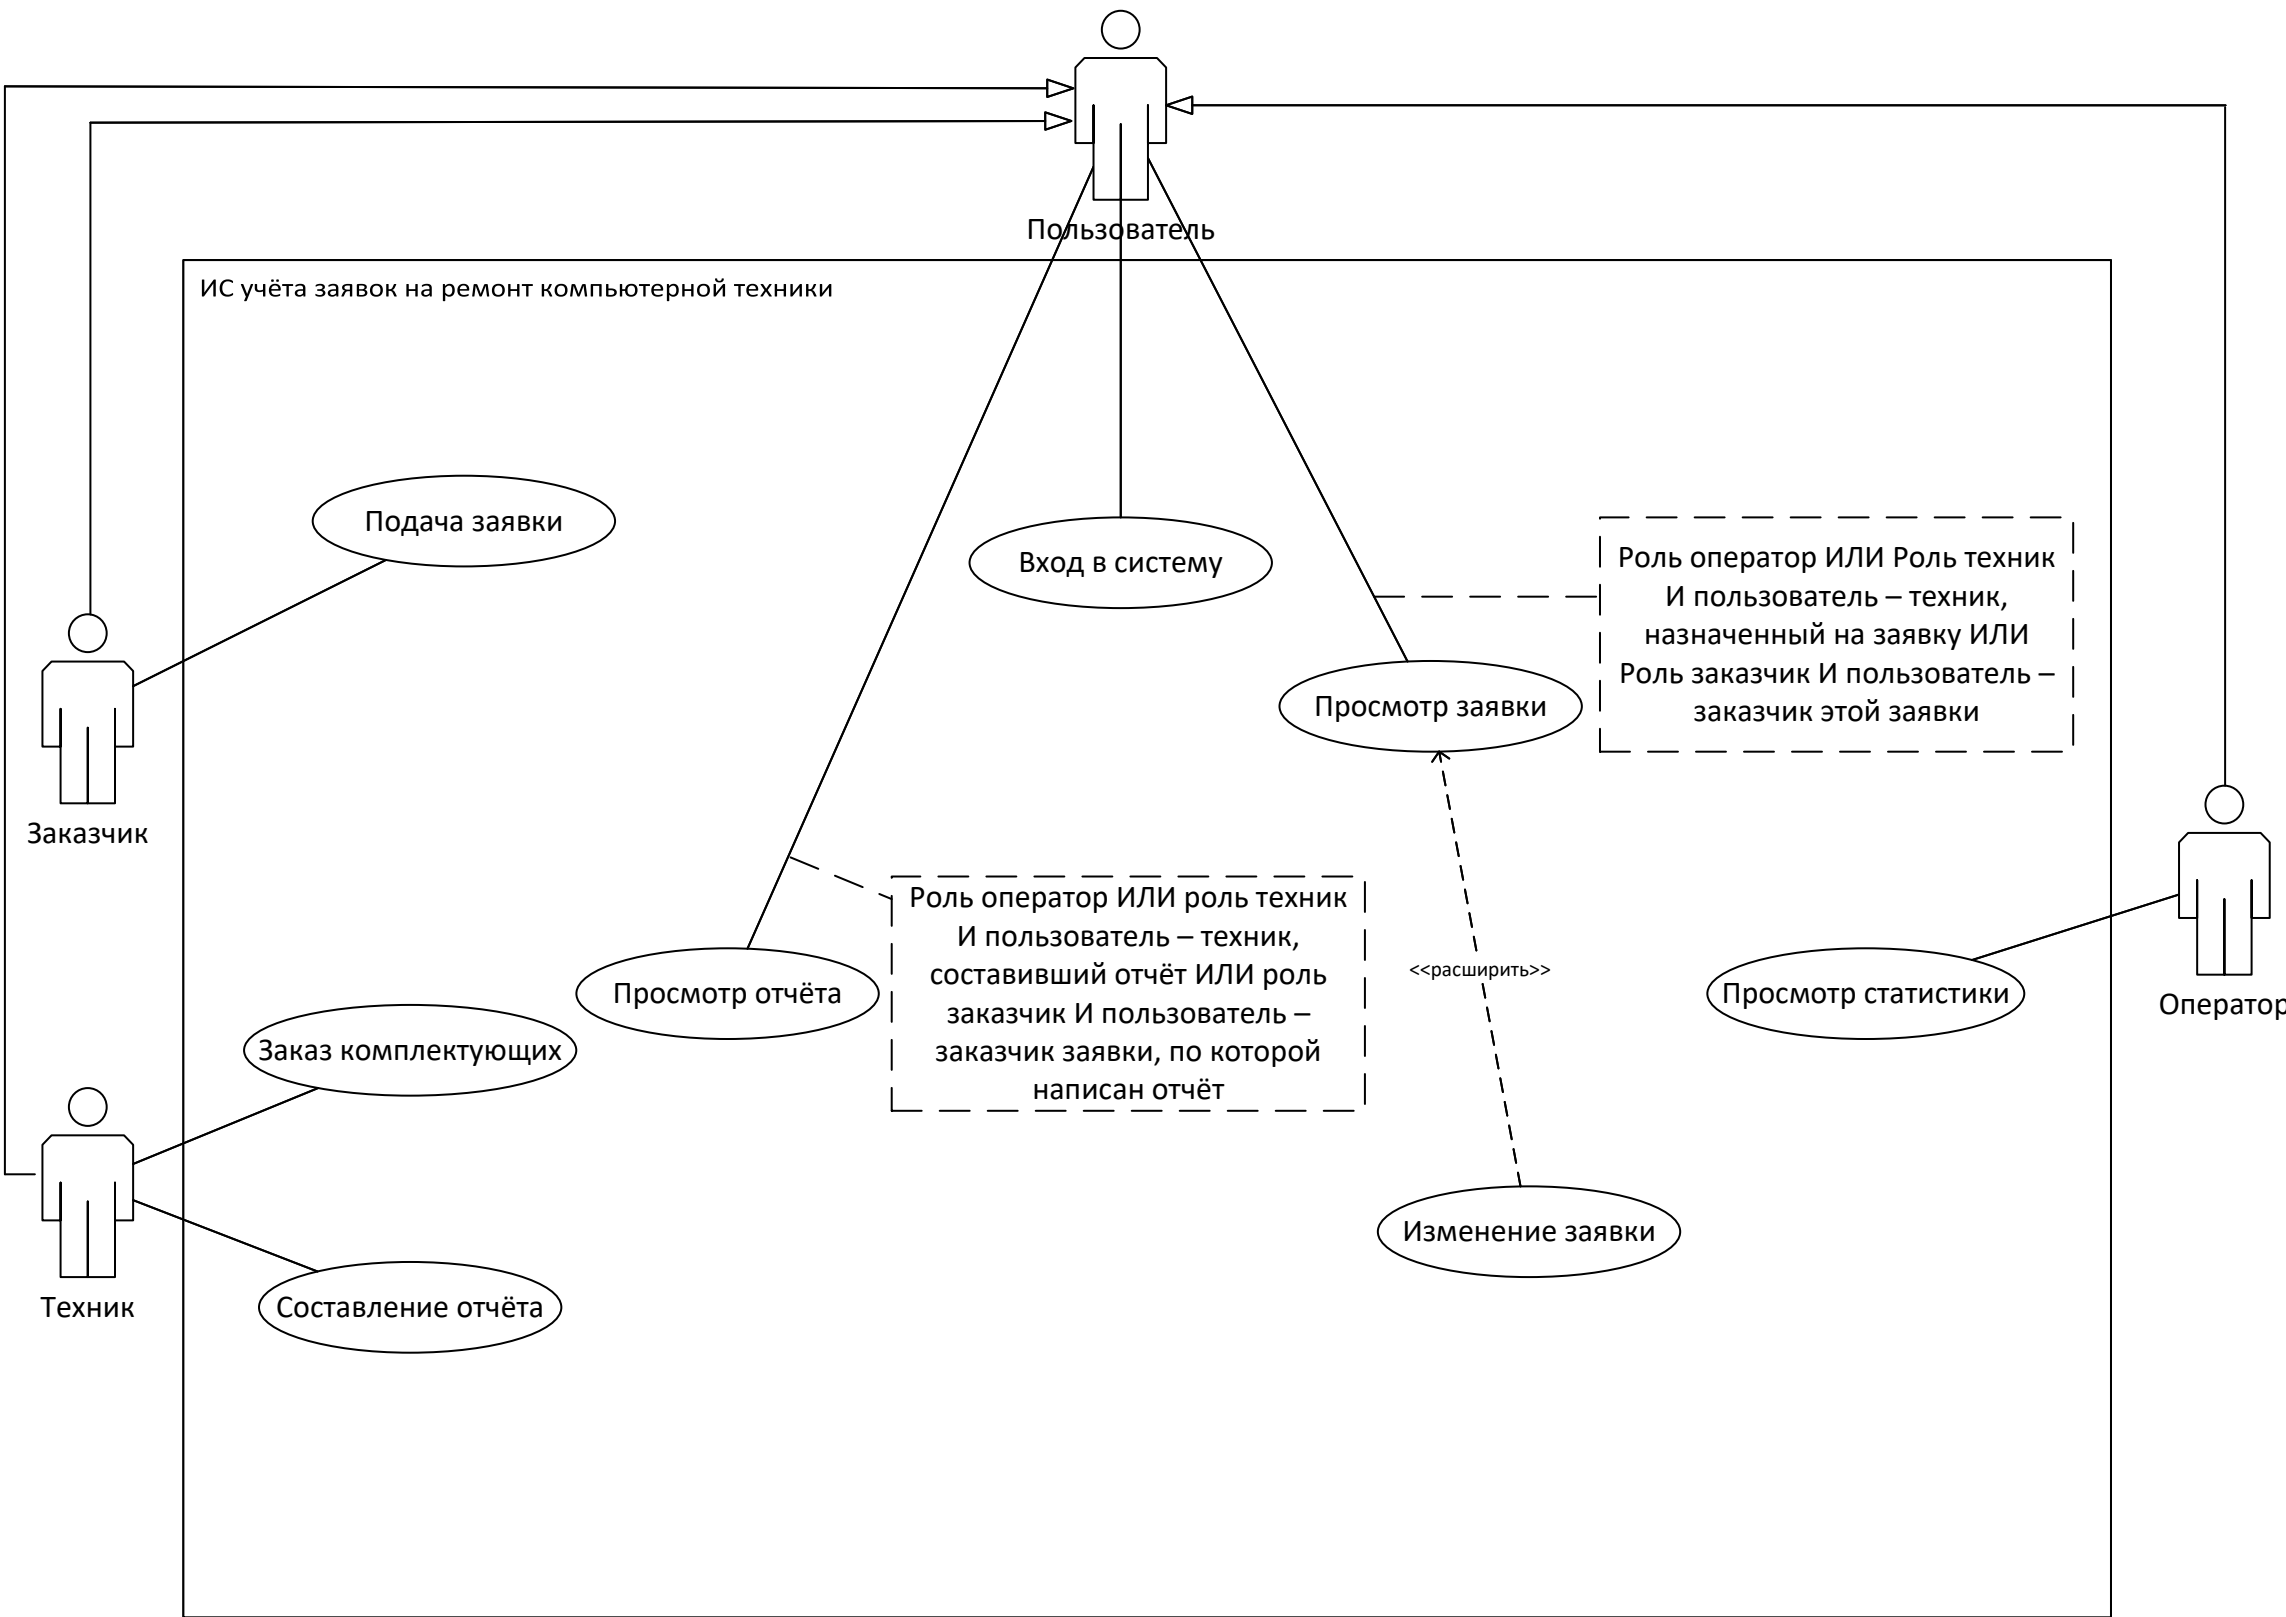 Пользователь
ИС учёта заявок на ремонт компьютерной техники
Подача заявки
Вход в систему
Роль оператор ИЛИ Роль техник
И пользователь – техник,
назначенный на заявку ИЛИ
Роль заказчик И пользователь –
заказчик этой заявки
Просмотр заявки
Заказчик
Роль оператор ИЛИ роль техник
И пользователь – техник,
составивший отчёт ИЛИ роль
заказчик И пользователь –
заказчик заявки, по которой
написан отчёт
<<расширить>>
Просмотр отчёта
Просмотр статистики
Оператор
Заказ комплектующих
Изменение заявки
Техник
Составление отчёта